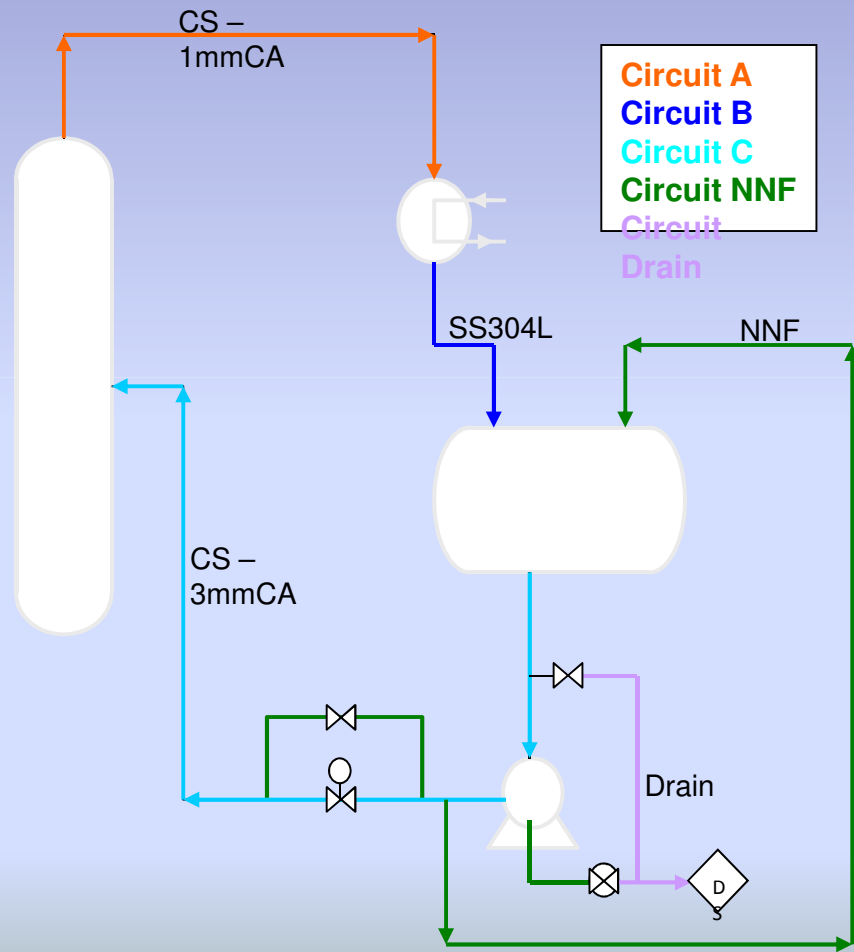 CS –
1mmCA
Circuit A
Circuit B
Circuit C
Circuit NNF
Circuit
Drain
SS304L
NNF
CS –
3mmCA
Drain
D
S